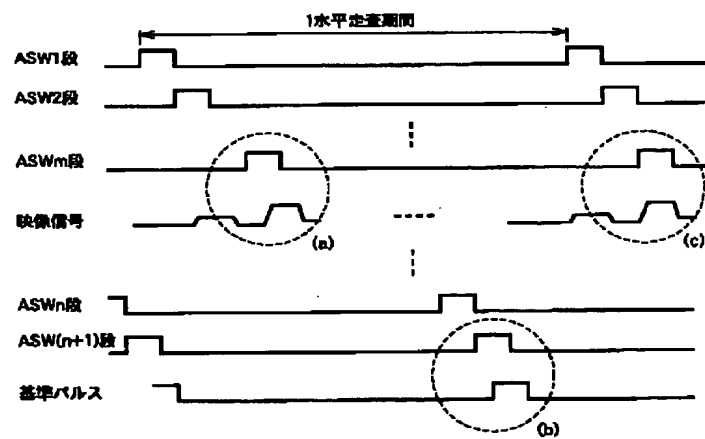 1水平走査期間
ASW1段
ASW2段
ASWm段
映像信号
(a)
(c)
ASWn段
ASW(n+1)段
基準パルス
(b)